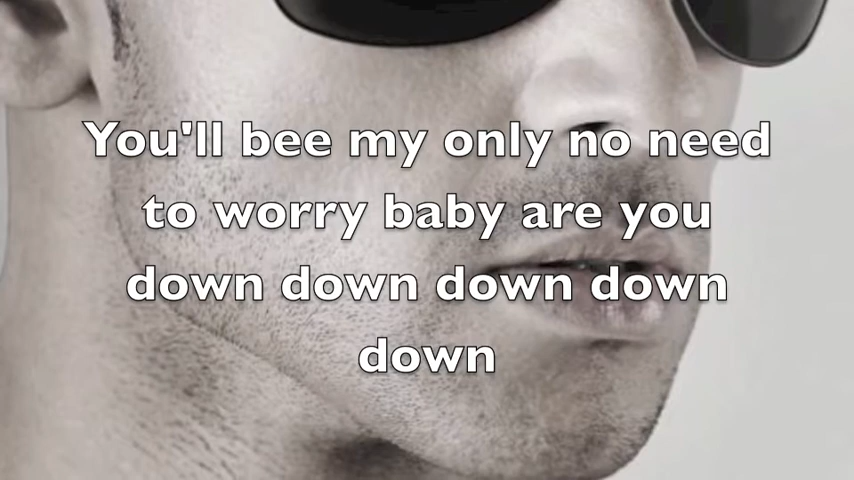 You'll bee my only no need
to worry baby are you
down down down down
down